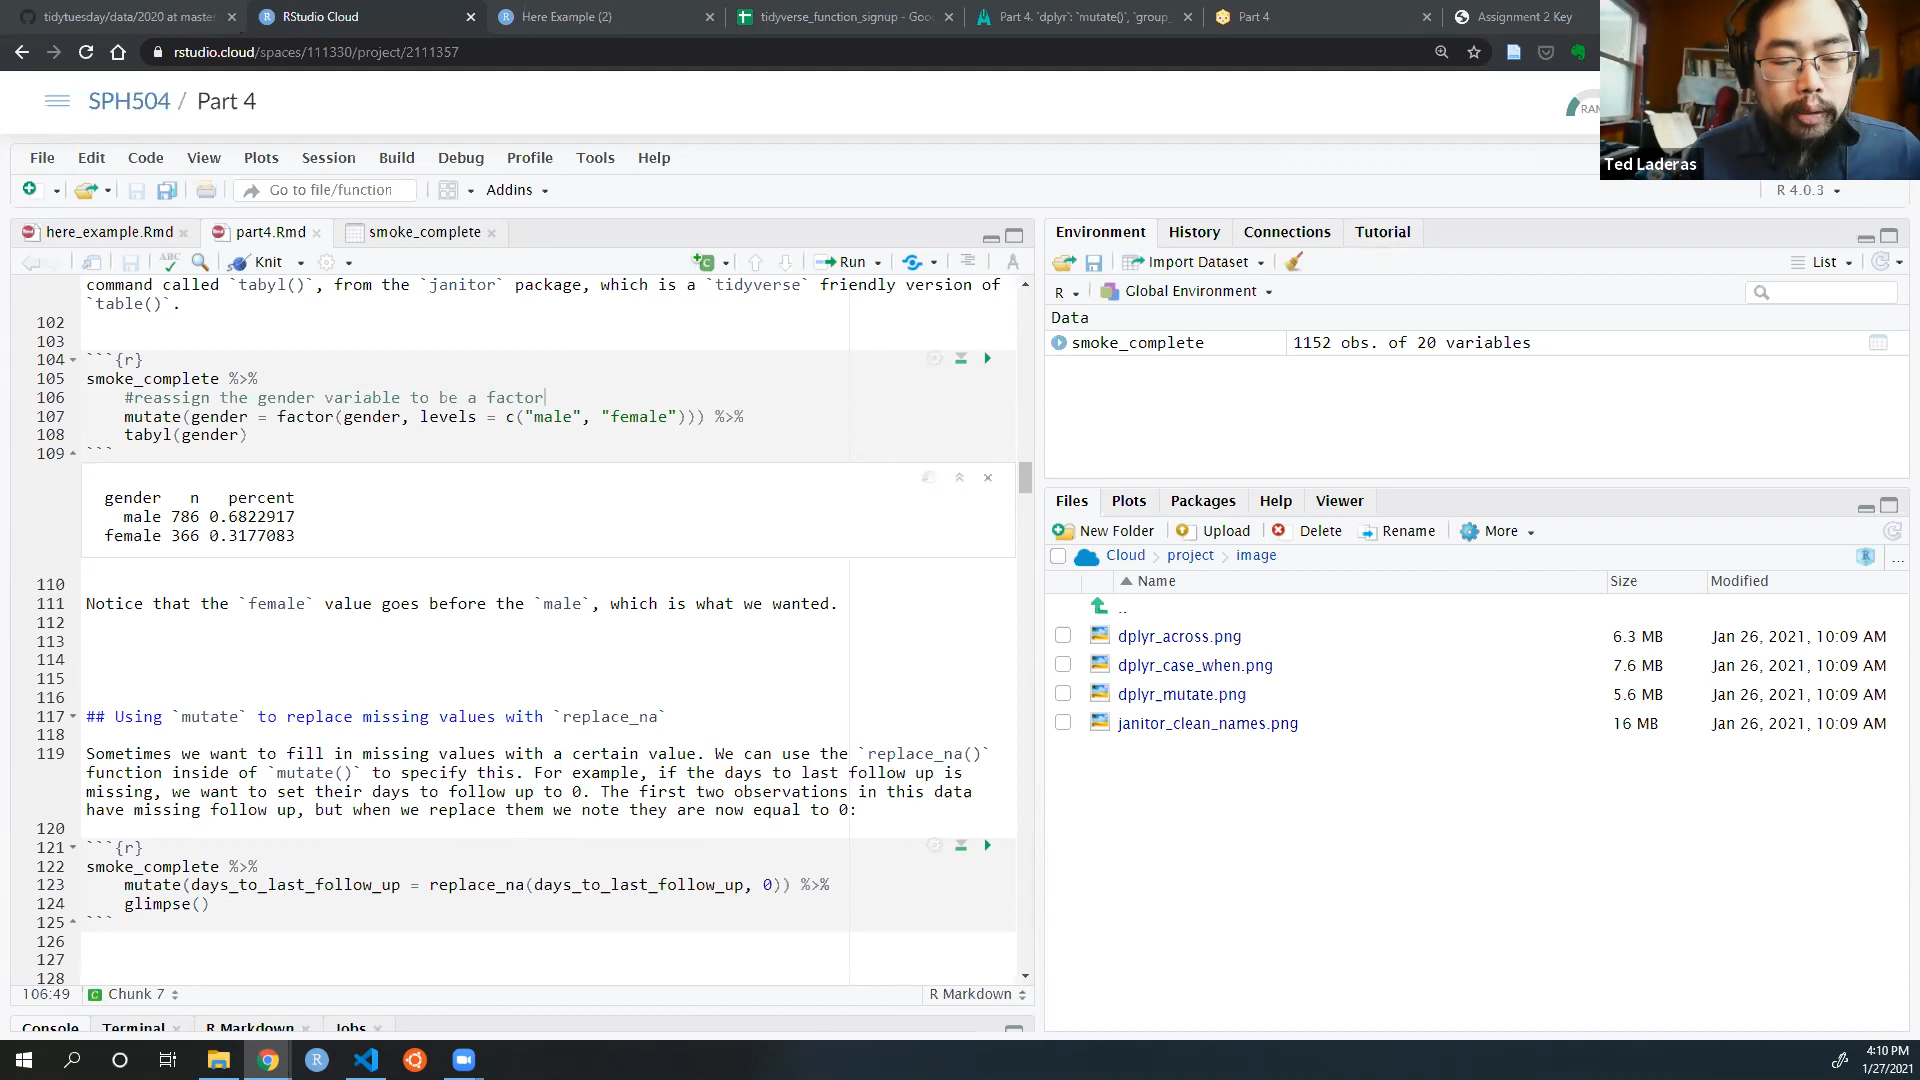 tidytuesday/data/2020 at master
RStudio Cloud
Here Example (2)
tidyverse_function_signup - Goo
Part 4. `dplyr`: `mutate()`, `group_
Part 4
Assignment 2 Key
rstudio.cloud/spaces/111330/project/2111357
SPH504 / Part 4
RAM
Ted Laderas
File Edit Code View Plots Session Build Debug Profile Tools Help
Go to file/function
Addins
R 4.0.3
here_example.Rmd
part4.Rmd
smoke_complete
ABC
Knit
Run
command called `tabyl()`, from the `janitor` package, which is a `tidyverse` friendly version of
`table()`.
102
103
104 ```{r}
105 smoke_complete %>%
106 #reassign the gender variable to be a factor
107 mutate(gender = factor(gender, levels = c("male", "female"))) %>%
108 tabyl(gender)
109 ```
gender n percent
male 786 0.6822917
female 366 0.3177083
110
111 Notice that the `female` value goes before the `male`, which is what we wanted.
112
113
114
115
116
117 ## Using `mutate` to replace missing values with `replace_na`
118
119 Sometimes we want to fill in missing values with a certain value. We can use the `replace_na()`
function inside of `mutate()` to specify this. For example, if the days to last follow up is
missing, we want to set their days to follow up to 0. The first two observations in this data
have missing follow up, but when we replace them we note they are now equal to 0:
120
121 ```{r}
122 smoke_complete %>%
123 mutate(days_to_last_follow_up = replace_na(days_to_last_follow_up, 0)) %>%
124 glimpse()
125 ```
126
127
128
106:49 Chunk 7 R Markdown
Console Terminal R Markdown Jobs
Environment History Connections Tutorial
Import Dataset List
R Global Environment
Data
smoke_complete 1152 obs. of 20 variables
Files Plots Packages Help Viewer
New Folder Upload Delete Rename More
Cloud project image
R ...
Name Size Modified
..
dplyr_across.png 6.3 MB Jan 26, 2021, 10:09 AM
dplyr_case_when.png 7.6 MB Jan 26, 2021, 10:09 AM
dplyr_mutate.png 5.6 MB Jan 26, 2021, 10:09 AM
janitor_clean_names.png 16 MB Jan 26, 2021, 10:09 AM
4:10 PM
1/27/2021